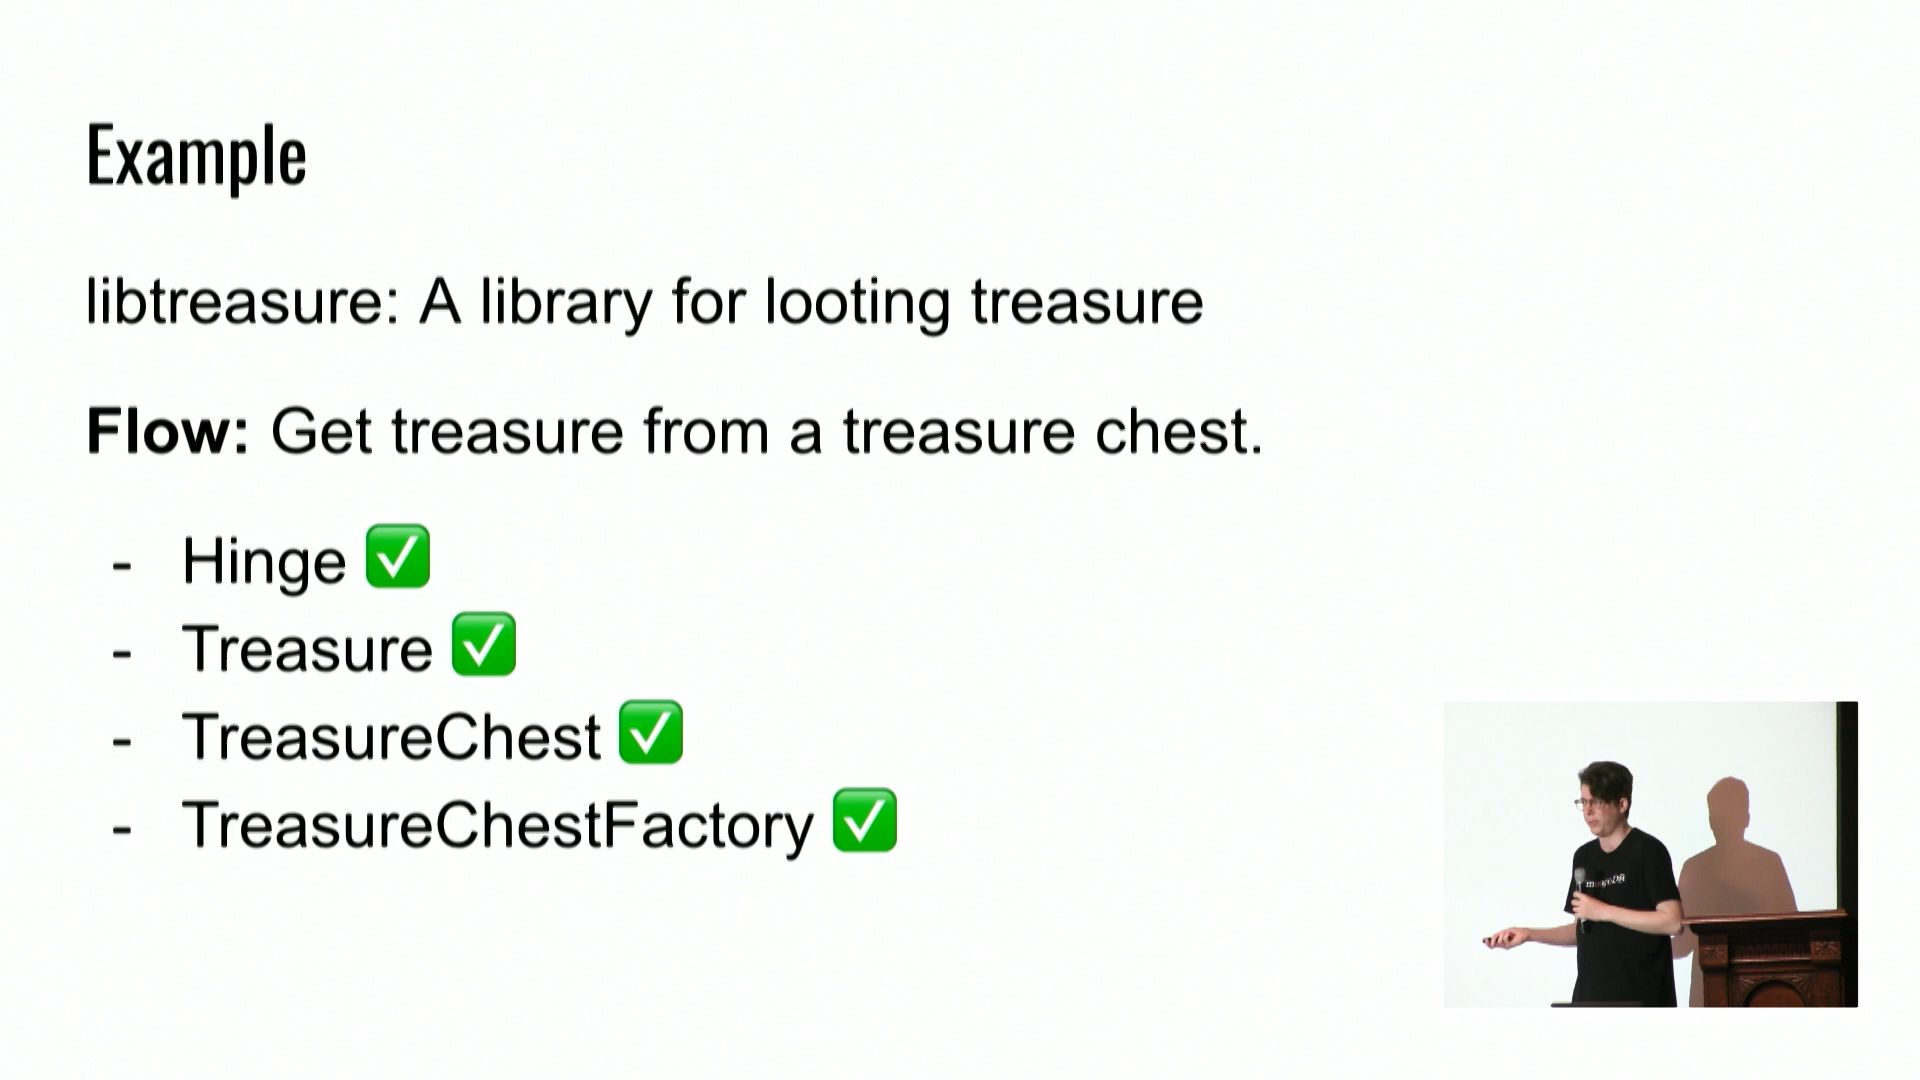 Example
libtreasure: A library for looting treasure
Flow: Get treasure from a treasure chest.
- Hinge ✅
- Treasure ✅
- TreasureChest ✅
- TreasureChestFactory ✅